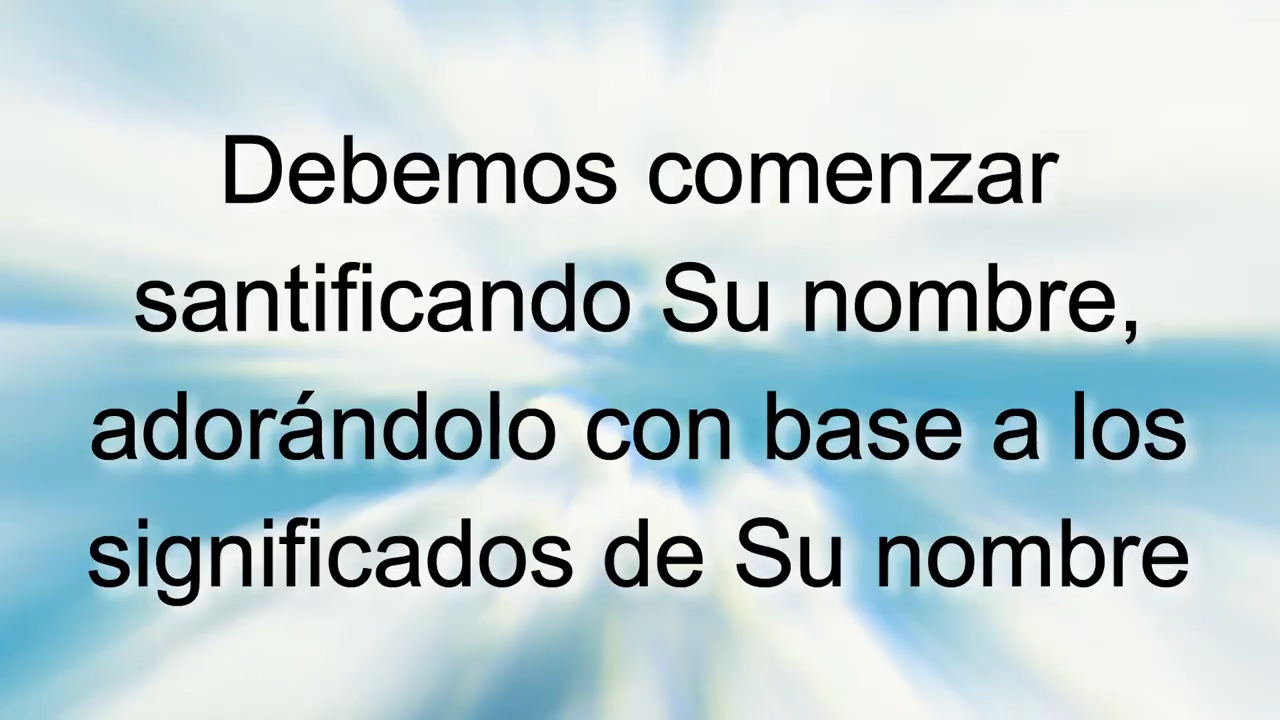 Debemos comenzar
santificando Su nombre,
adorándolo con base a los
significados de Su nombre